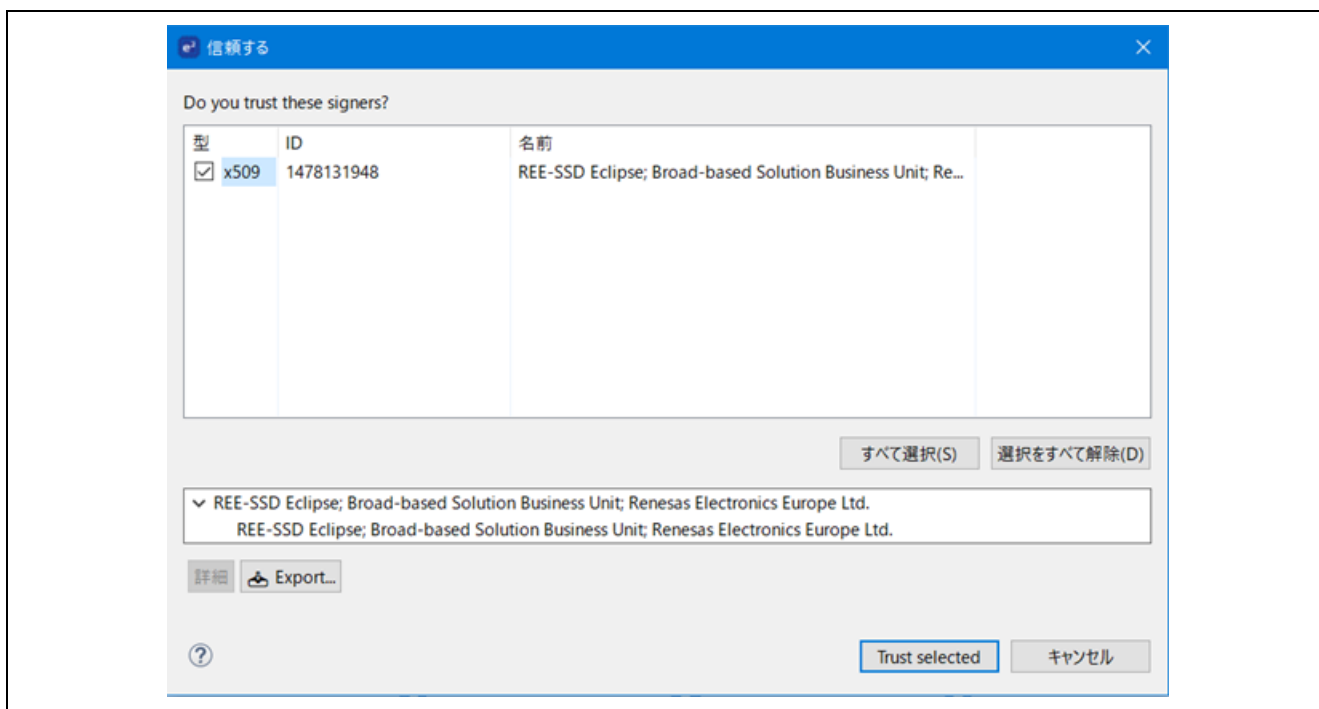 e² 信頼する
Do you trust these signers?
型 ID 名前
x509 1478131948 REE-SSD Eclipse; Broad-based Solution Business Unit; Re...
すべて選択(S) 選択をすべて解除(D)
REE-SSD Eclipse; Broad-based Solution Business Unit; Renesas Electronics Europe Ltd.
REE-SSD Eclipse; Broad-based Solution Business Unit; Renesas Electronics Europe Ltd.
詳細 Export...
? Trust selected キャンセル